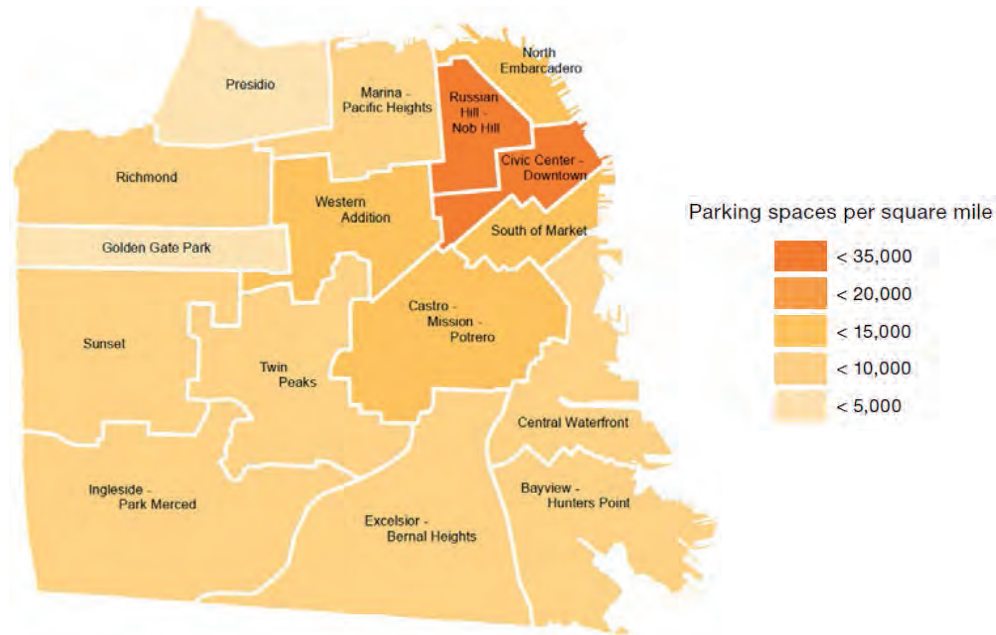 North
Embarcadero
Presidio
Marina -
Pacific Heights
Russian
Hill -
Nob Hill
Civic Center -
Downtown
Richmond
Western
Addition
South of Market
Golden Gate Park
Castro -
Mission -
Potrero
Sunset
Twin
Peaks
Central Waterfront
Ingleside -
Park Merced
Bayview -
Hunters Point
Excelsior -
Bernal Heights
Parking spaces per square mile
< 35,000
< 20,000
< 15,000
< 10,000
< 5,000